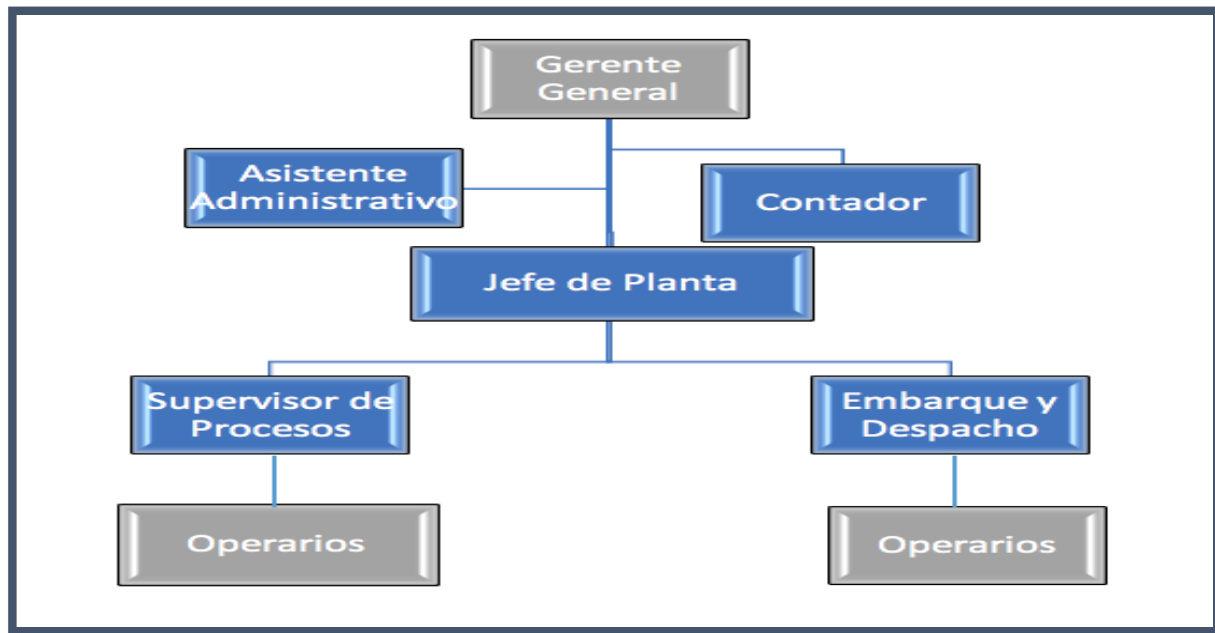 Gerente
General
Asistente
Administrativo
Contador
Jefe de Planta
Supervisor de
Procesos
Embarque y
Despacho
Operarios
Operarios